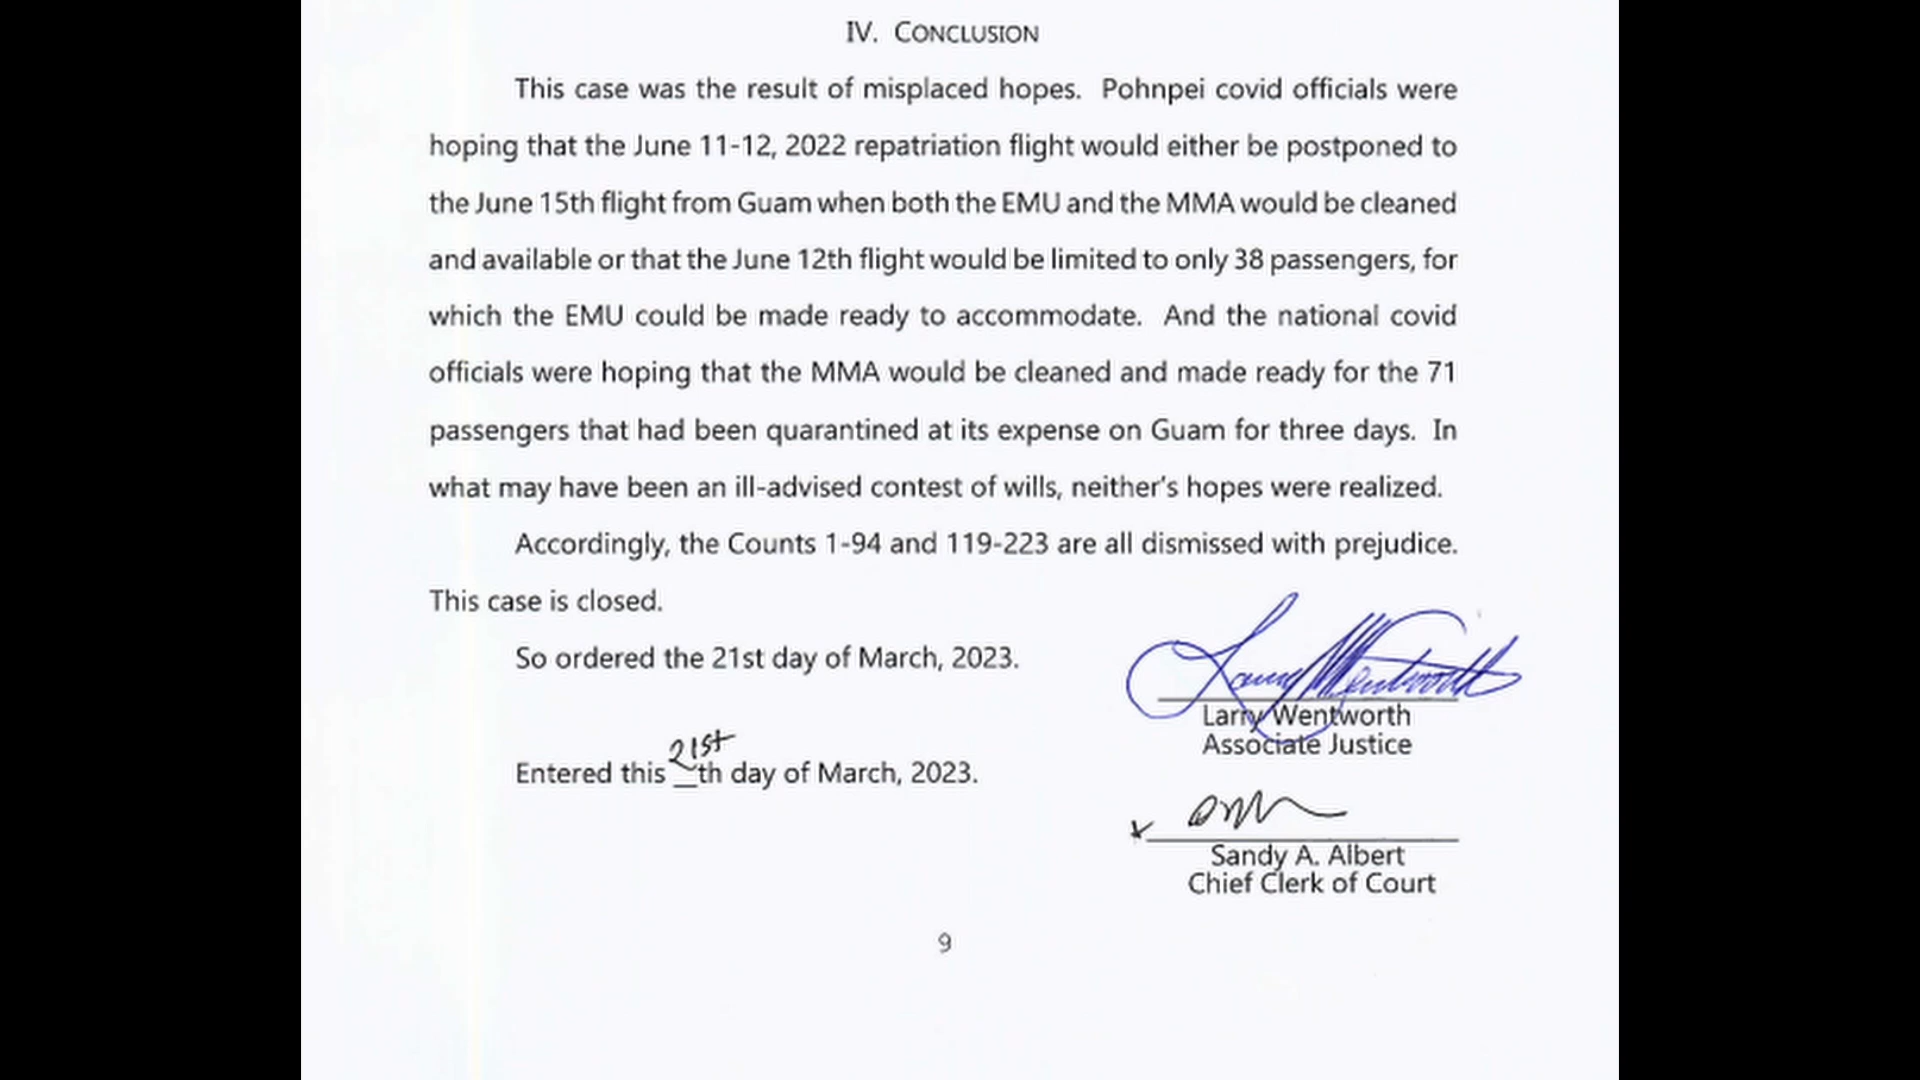 IV. CONCLUSION
This case was the result of misplaced hopes. Pohnpei covid officials were
hoping that the June 11-12, 2022 repatriation flight would either be postponed to
the June 15th flight from Guam when both the EMU and the MMA would be cleaned
and available or that the June 12th flight would be limited to only 38 passengers, for
which the EMU could be made ready to accommodate. And the national covid
officials were hoping that the MMA would be cleaned and made ready for the 71
passengers that had been quarantined at its expense on Guam for three days. In
what may have been an ill-advised contest of wills, neither's hopes were realized.
Accordingly, the Counts 1-94 and 119-223 are all dismissed with prejudice.
This case is closed.
So ordered the 21st day of March, 2023.
Larry Wentworth
Larry Wentworth
Associate Justice
21st
Entered this _th day of March, 2023.
Sandy A. Albert
Chief Clerk of Court
9